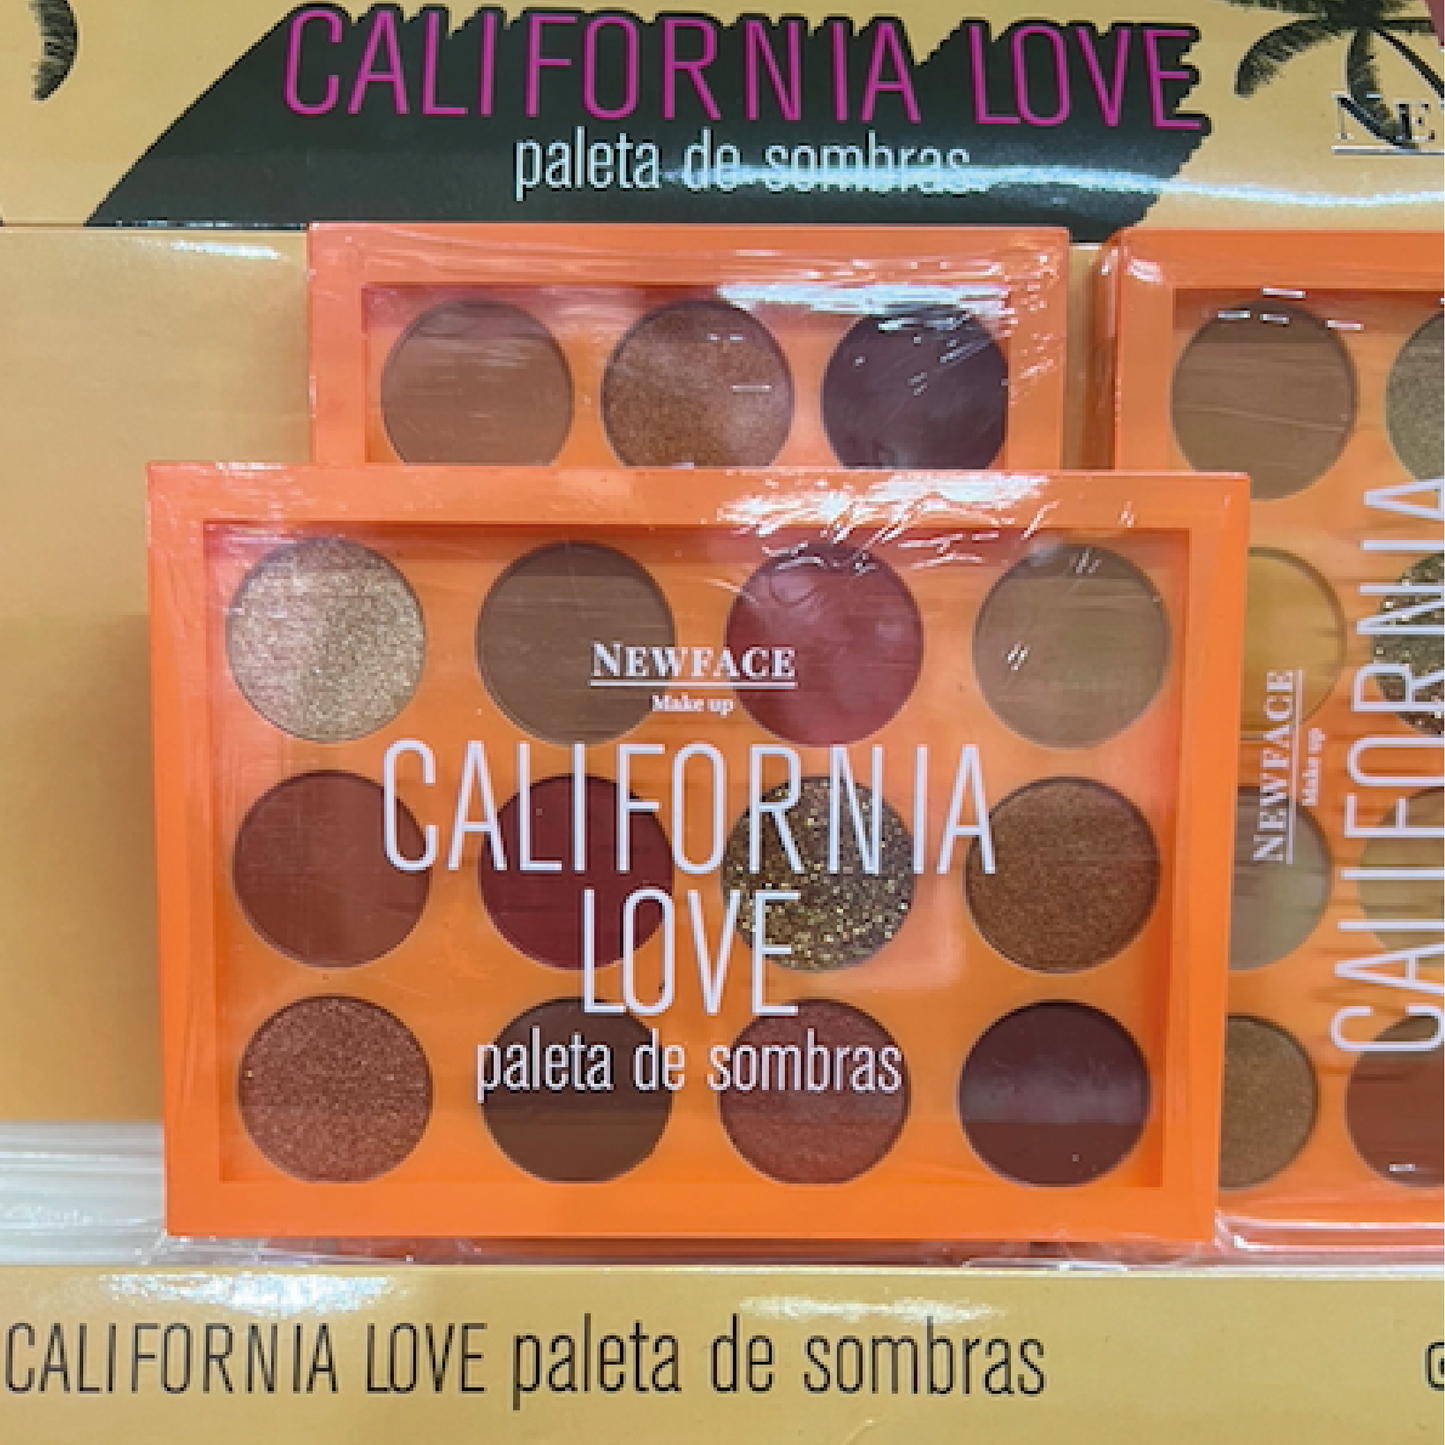 CALIFORNIA LOVE
paleta de sombras
NEWFACE
Make up
CALIFORNIA
LOVE
paleta de sombras
NEWFACE
Make up
CALIFORNIA
CALIFORNIA LOVE paleta de sombras